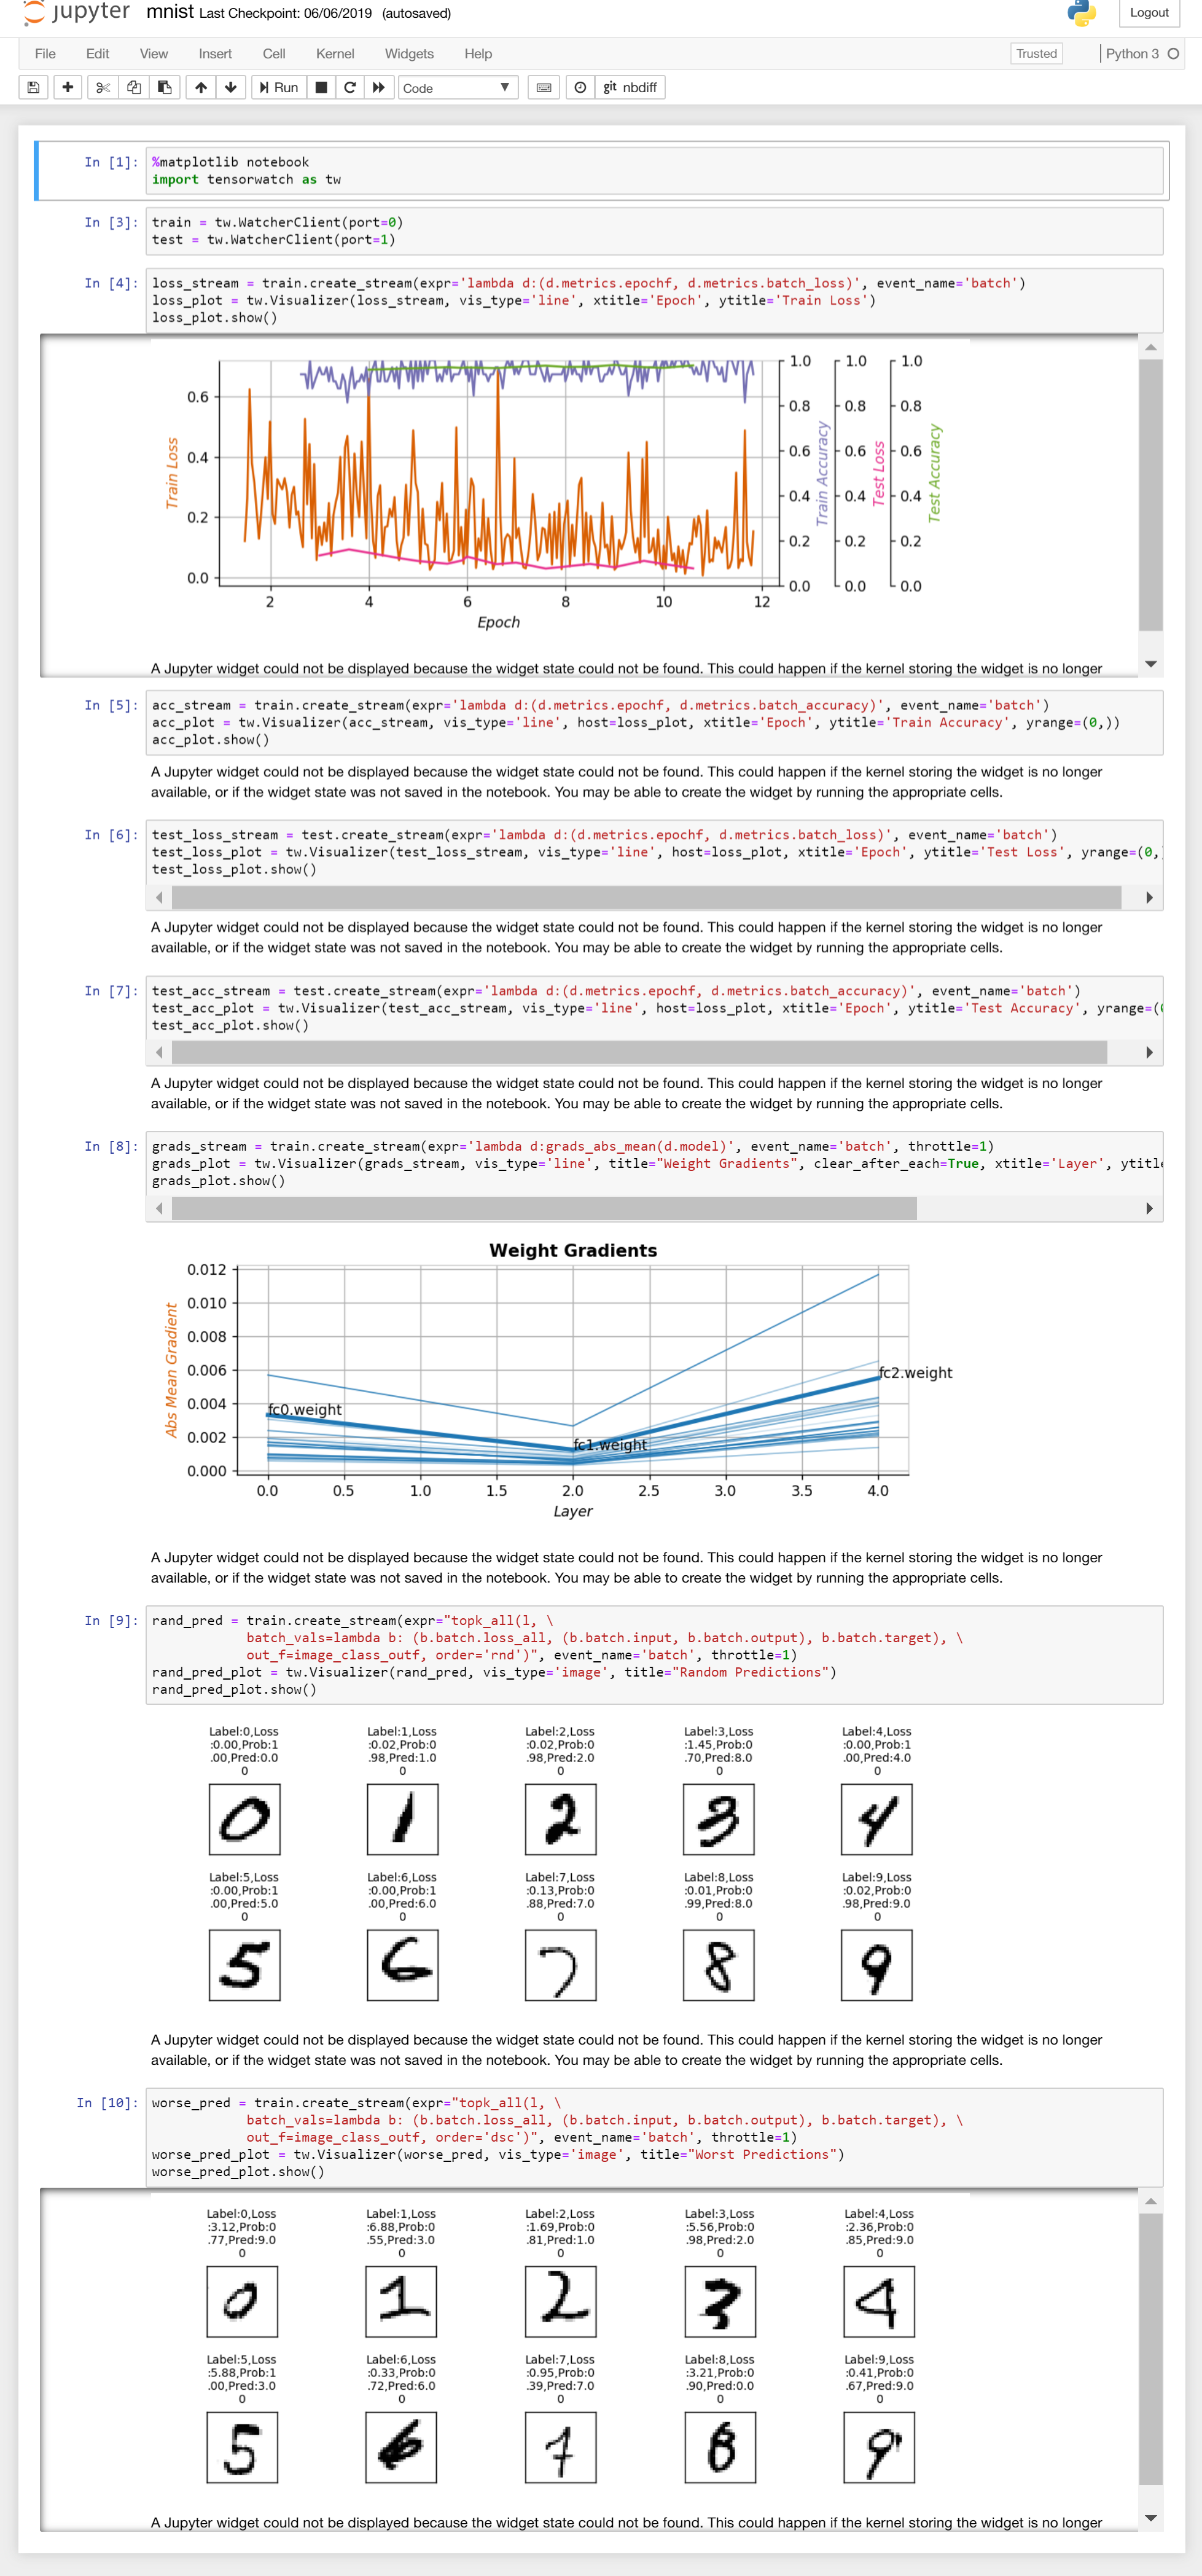 jupyter mnist Last Checkpoint: 06/06/2019 (autosaved)
Logout
File Edit View Insert Cell Kernel Widgets Help
Trusted
Python 3
Run
Code
git nbdiff
In [1]:
%matplotlib notebook
import tensorwatch as tw
In [3]:
train = tw.WatcherClient(port=0)
test = tw.WatcherClient(port=1)
In [4]:
loss_stream = train.create_stream(expr='lambda d:(d.metrics.epochf, d.metrics.batch_loss)', event_name='batch')
loss_plot = tw.Visualizer(loss_stream, vis_type='line', xtitle='Epoch', ytitle='Train Loss')
loss_plot.show()
Train Loss
0.6
0.4
0.2
0.0
2 4 6 8 10 12
Epoch
1.0
0.8
0.6
0.4
0.2
0.0
Train Accuracy
1.0
0.8
0.6
0.4
0.2
0.0
Test Loss
1.0
0.8
0.6
0.4
0.2
0.0
Test Accuracy
A Jupyter widget could not be displayed because the widget state could not be found. This could happen if the kernel storing the widget is no longer
In [5]:
acc_stream = train.create_stream(expr='lambda d:(d.metrics.epochf, d.metrics.batch_accuracy)', event_name='batch')
acc_plot = tw.Visualizer(acc_stream, vis_type='line', host=loss_plot, xtitle='Epoch', ytitle='Train Accuracy', yrange=(0,))
acc_plot.show()
A Jupyter widget could not be displayed because the widget state could not be found. This could happen if the kernel storing the widget is no longer
available, or if the widget state was not saved in the notebook. You may be able to create the widget by running the appropriate cells.
In [6]:
test_loss_stream = test.create_stream(expr='lambda d:(d.metrics.epochf, d.metrics.batch_loss)', event_name='batch')
test_loss_plot = tw.Visualizer(test_loss_stream, vis_type='line', host=loss_plot, xtitle='Epoch', ytitle='Test Loss', yrange=(0,
test_loss_plot.show()
A Jupyter widget could not be displayed because the widget state could not be found. This could happen if the kernel storing the widget is no longer
available, or if the widget state was not saved in the notebook. You may be able to create the widget by running the appropriate cells.
In [7]:
test_acc_stream = test.create_stream(expr='lambda d:(d.metrics.epochf, d.metrics.batch_accuracy)', event_name='batch')
test_acc_plot = tw.Visualizer(test_acc_stream, vis_type='line', host=loss_plot, xtitle='Epoch', ytitle='Test Accuracy', yrange=(
test_acc_plot.show()
A Jupyter widget could not be displayed because the widget state could not be found. This could happen if the kernel storing the widget is no longer
available, or if the widget state was not saved in the notebook. You may be able to create the widget by running the appropriate cells.
In [8]:
grads_stream = train.create_stream(expr='lambda d:grads_abs_mean(d.model)', event_name='batch', throttle=1)
grads_plot = tw.Visualizer(grads_stream, vis_type='line', title="Weight Gradients", clear_after_each=True, xtitle='Layer', ytitle
grads_plot.show()
Weight Gradients
Abs Mean Gradient
0.012
0.010
0.008
0.006
0.004
0.002
0.000
fc0.weight
fc1.weight
fc2.weight
0.0 0.5 1.0 1.5 2.0 2.5 3.0 3.5 4.0
Layer
A Jupyter widget could not be displayed because the widget state could not be found. This could happen if the kernel storing the widget is no longer
available, or if the widget state was not saved in the notebook. You may be able to create the widget by running the appropriate cells.
In [9]:
rand_pred = train.create_stream(expr="topk_all(l, \
batch_vals=lambda b: (b.batch.loss_all, (b.batch.input, b.batch.output), b.batch.target), \
out_f=image_class_outf, order='rnd')", event_name='batch', throttle=1)
rand_pred_plot = tw.Visualizer(rand_pred, vis_type='image', title="Random Predictions")
rand_pred_plot.show()
Label:0,Loss Label:1,Loss Label:2,Loss Label:3,Loss Label:4,Loss
:0.00,Prob:1 :0.02,Prob:0 :0.02,Prob:0 :1.45,Prob:0 :0.00,Prob:1
.00,Pred:0.0 .98,Pred:1.0 .98,Pred:2.0 .70,Pred:8.0 .00,Pred:4.0
0 0 0 0 0
0 1 2 3 4
Label:5,Loss Label:6,Loss Label:7,Loss Label:8,Loss Label:9,Loss
:0.00,Prob:1 :0.00,Prob:1 :0.13,Prob:0 :0.01,Prob:0 :0.02,Prob:0
.00,Pred:5.0 .00,Pred:6.0 .88,Pred:7.0 .99,Pred:8.0 .98,Pred:9.0
0 0 0 0 0
5 6 7 8 9
A Jupyter widget could not be displayed because the widget state could not be found. This could happen if the kernel storing the widget is no longer
available, or if the widget state was not saved in the notebook. You may be able to create the widget by running the appropriate cells.
In [10]:
worse_pred = train.create_stream(expr="topk_all(l, \
batch_vals=lambda b: (b.batch.loss_all, (b.batch.input, b.batch.output), b.batch.target), \
out_f=image_class_outf, order='dsc')", event_name='batch', throttle=1)
worse_pred_plot = tw.Visualizer(worse_pred, vis_type='image', title="Worst Predictions")
worse_pred_plot.show()
Label:0,Loss Label:1,Loss Label:2,Loss Label:3,Loss Label:4,Loss
:3.12,Prob:0 :6.88,Prob:0 :1.69,Prob:0 :5.56,Prob:0 :2.36,Prob:0
.77,Pred:9.0 .55,Pred:3.0 .81,Pred:1.0 .98,Pred:2.0 .85,Pred:9.0
0 0 0 0 0
0 1 2 3 4
Label:5,Loss Label:6,Loss Label:7,Loss Label:8,Loss Label:9,Loss
:5.88,Prob:1 :0.33,Prob:0 :0.95,Prob:0 :3.21,Prob:0 :0.41,Prob:0
.00,Pred:3.0 .72,Pred:6.0 .39,Pred:7.0 .90,Pred:0.0 .67,Pred:9.0
0 0 0 0 0
5 6 7 8 9
A Jupyter widget could not be displayed because the widget state could not be found. This could happen if the kernel storing the widget is no longer